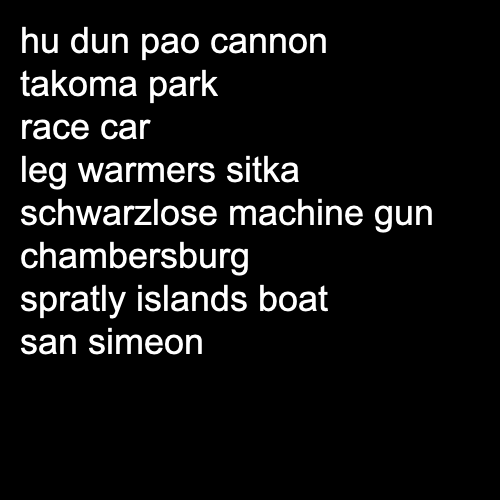 hu dun pao cannon
takoma park
race car
leg warmers sitka
schwarzlose machine gun
chambersburg
spratly islands boat
san simeon